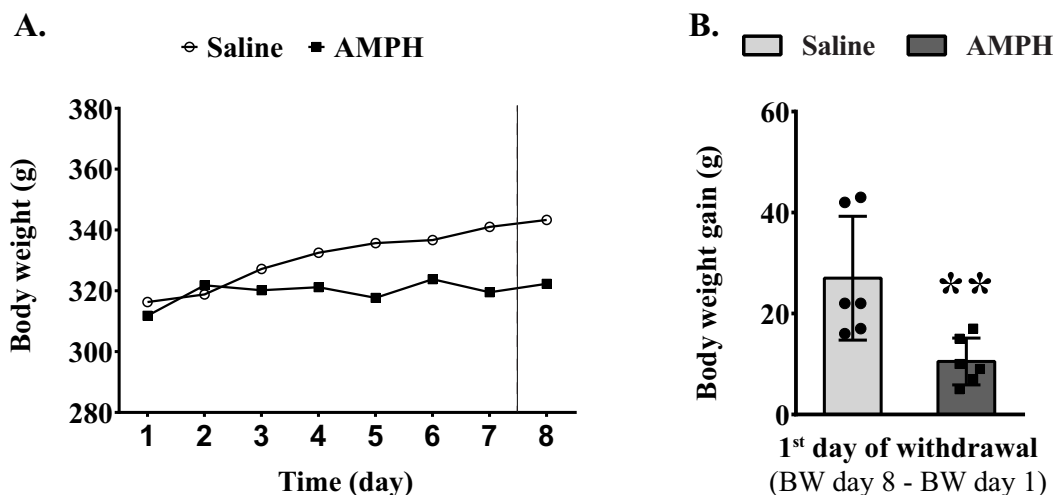 A.
Saline AMPH
Body weight (g)
380
360
340
320
300
280
1 2 3 4 5 6 7 8
Time (day)
B.
Saline AMPH
Body weight gain (g)
60
40
20
0
**
1st day of withdrawal
(BW day 8 - BW day 1)